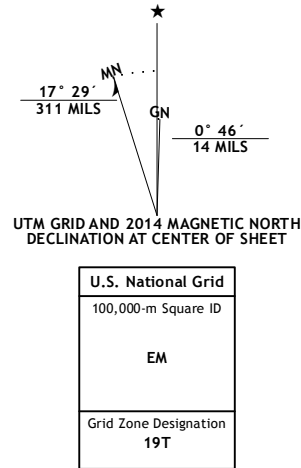 ★
MN
GN
17° 29´
311 MILS
0° 46´
14 MILS
UTM GRID AND 2014 MAGNETIC NORTH
DECLINATION AT CENTER OF SHEET
U.S. National Grid
100,000-m Square ID
EM
Grid Zone Designation
19T